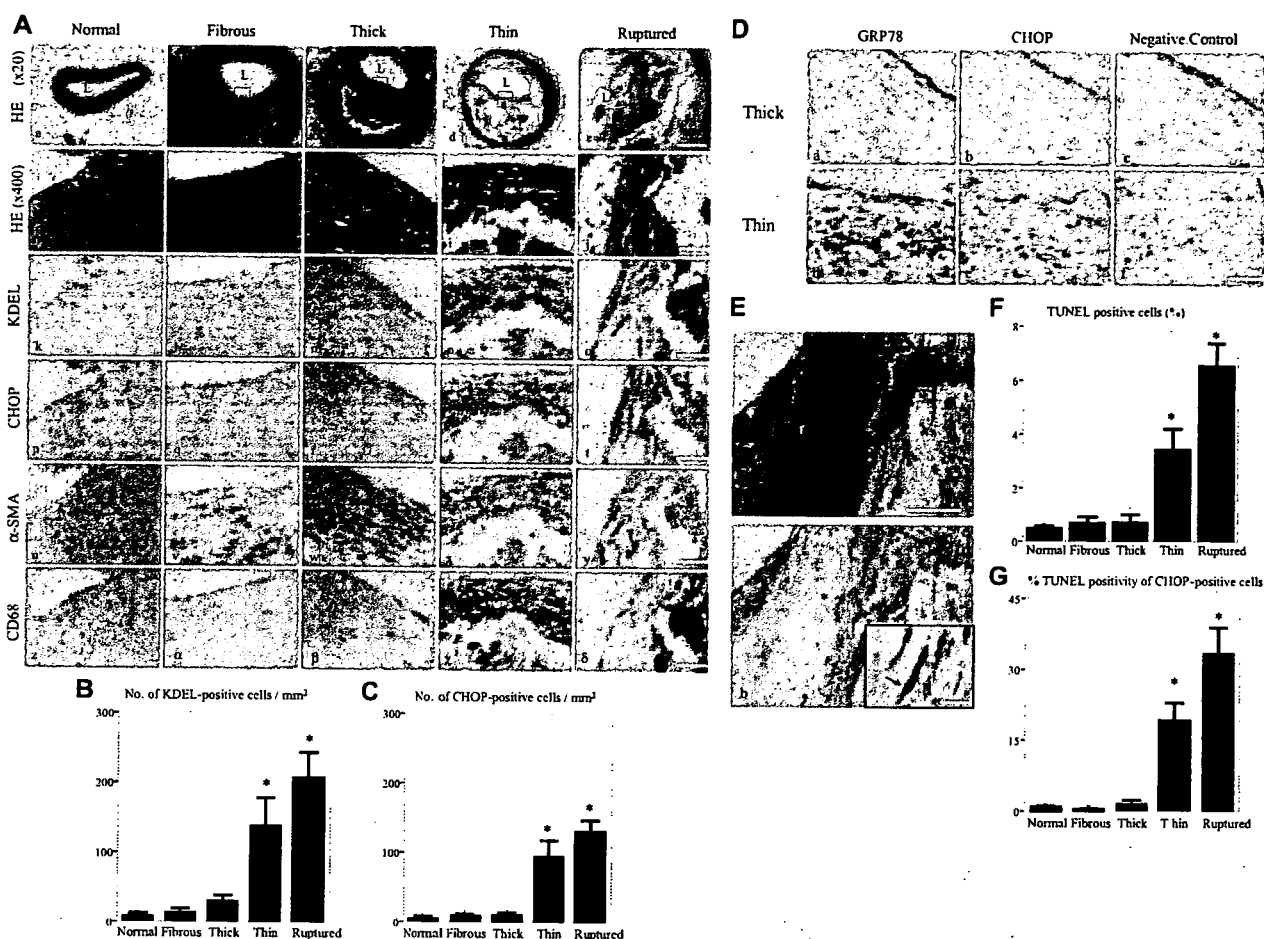 A
Normal Fibrous Thick Thin Ruptured
HE (x20)
L L L L L
a d
HE (x400)
KDEL
k
CHOP
p q r t
α-SMA
u y
CD68
z α β γ δ
B
No. of KDEL-positive cells / mm²
300
200
100
0
* *
Normal Fibrous Thick Thin Ruptured
C
No. of CHOP-positive cells / mm²
300
200
100
0
* *
Normal Fibrous Thick Thin Ruptured
D
GRP78 CHOP Negative Control
Thick
a b c
Thin
f
E
b
F
TUNEL positive cells (%)
8
6
4
2
0
* *
Normal Fibrous Thick Thin Ruptured
G
% TUNEL positivity of CHOP-positive cells
45
30
15
0
* *
Normal Fibrous Thick Thin Ruptured